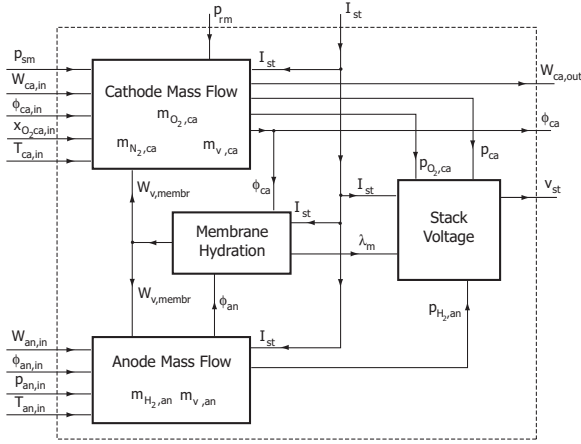 p_rm
I_st
p_sm
I_st
W_ca,in
W_ca,out
Cathode Mass Flow
ϕ_ca,in
m_O₂,ca
x_O₂ca,in
ϕ_ca
m_N₂,ca m_v,ca
T_ca,in
p_ca
p_O₂,ca
ϕ_ca
I_st
v_st
W_v,membr
I_st
Stack
Voltage
Membrane
Hydration
λ_m
W_v,membr
ϕ_an
p_H₂,an
W_an,in
I_st
ϕ_an,in
Anode Mass Flow
p_an,in
m_H₂,an m_v,an
T_an,in